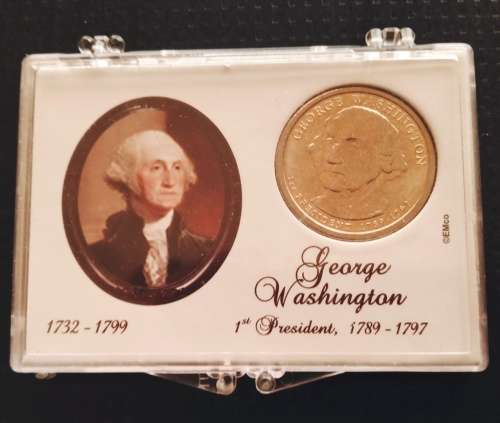 GEORGE WASHINGTON
1st PRESIDENT 1789-1797
©EMco
George
Washington
1732 - 1799
1st President, 1789 - 1797